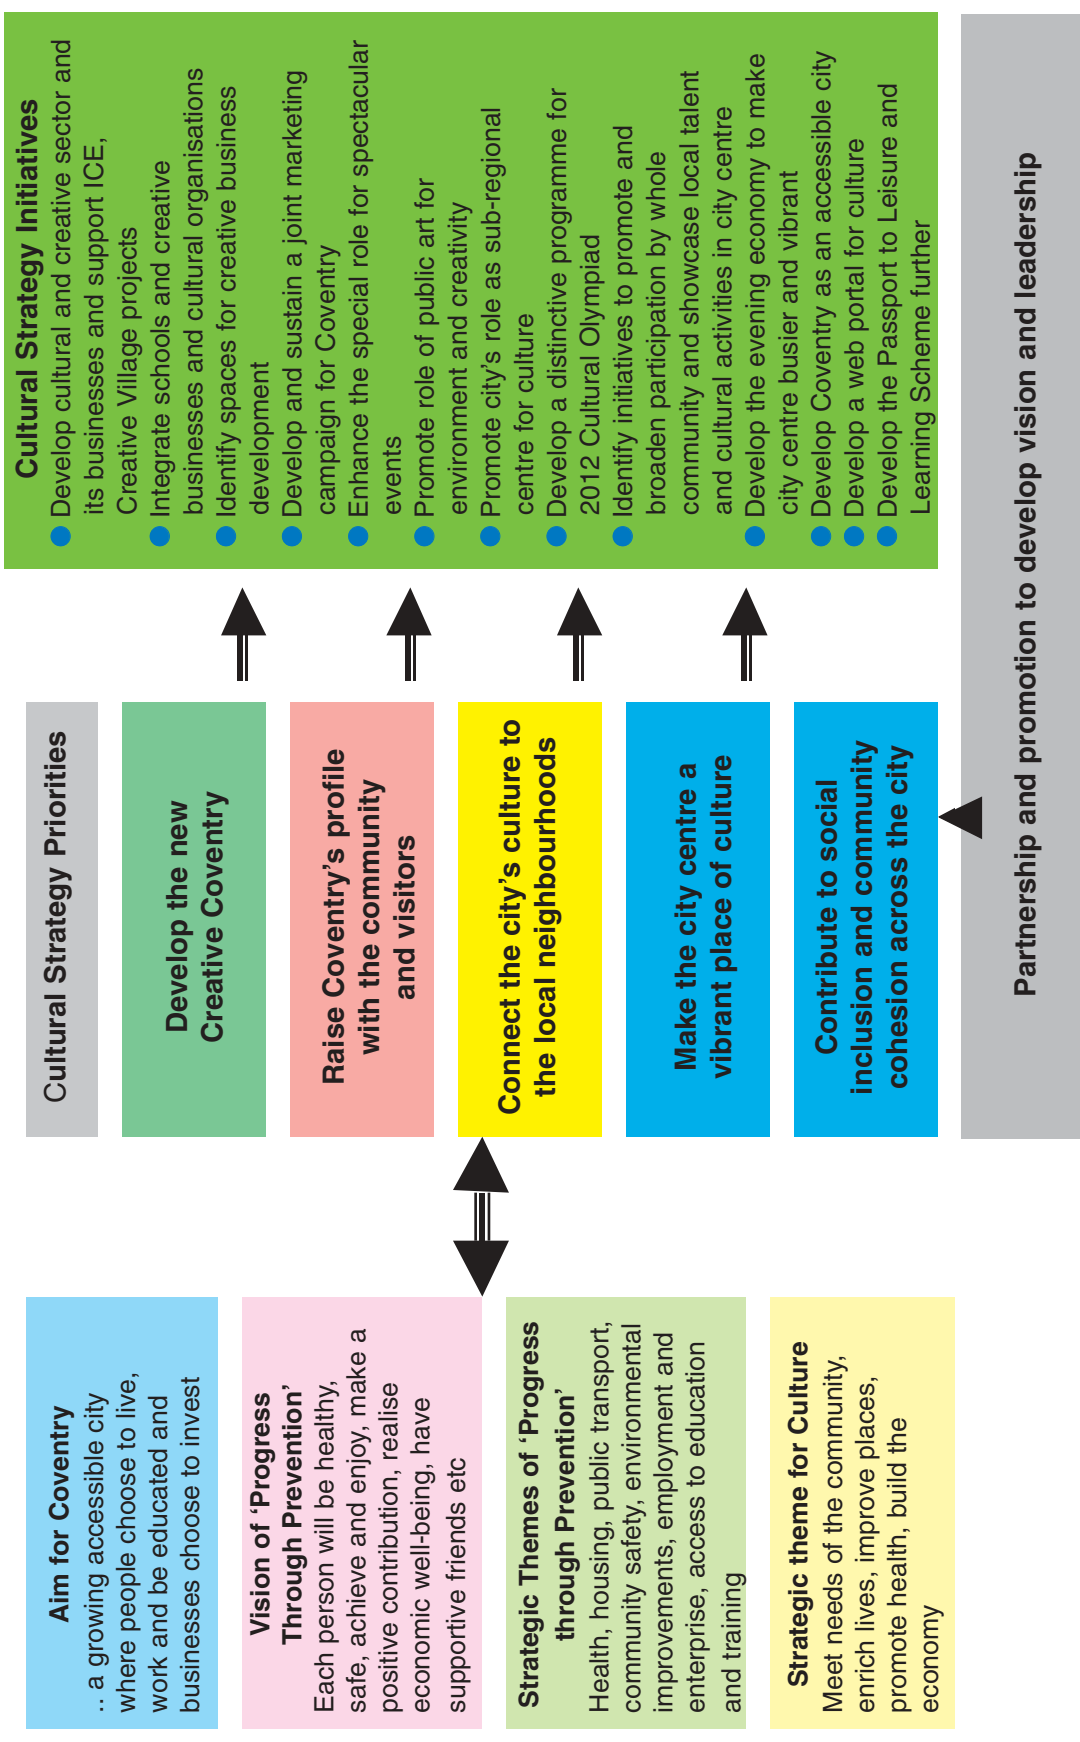 Aim for Coventry
.. a growing accessible city
where people choose to live,
work and be educated and
businesses choose to invest
Vision of ‘Progress
Through Prevention’
Each person will be healthy,
safe, achieve and enjoy, make a
positive contribution, realise
economic well-being, have
supportive friends etc
Strategic Themes of ‘Progress
through Prevention’
Health, housing, public transport,
community safety, environmental
improvements, employment and
enterprise, access to education
and training
Strategic theme for Culture
Meet needs of the community,
enrich lives, improve places,
promote health, build the
economy
Cultural Strategy Priorities
Develop the new
Creative Coventry
Raise Coventry’s profile
with the community
and visitors
Connect the city’s culture to
the local neighbourhoods
Make the city centre a
vibrant place of culture
Contribute to social
inclusion and community
cohesion across the city
Cultural Strategy Initiatives
● Develop cultural and creative sector and
its businesses and support ICE,
Creative Village projects
● Integrate schools and creative
businesses and cultural organisations
● Identify spaces for creative business
development
● Develop and sustain a joint marketing
campaign for Coventry
● Enhance the special role for spectacular
events
● Promote role of public art for
environment and creativity
● Promote city’s role as sub-regional
centre for culture
● Develop a distinctive programme for
2012 Cultural Olympiad
● Identify initiatives to promote and
broaden participation by whole
community and showcase local talent
and cultural activities in city centre
● Develop the evening economy to make
city centre busier and vibrant
● Develop Coventry as an accessible city
● Develop a web portal for culture
● Develop the Passport to Leisure and
Learning Scheme further
Partnership and promotion to develop vision and leadership